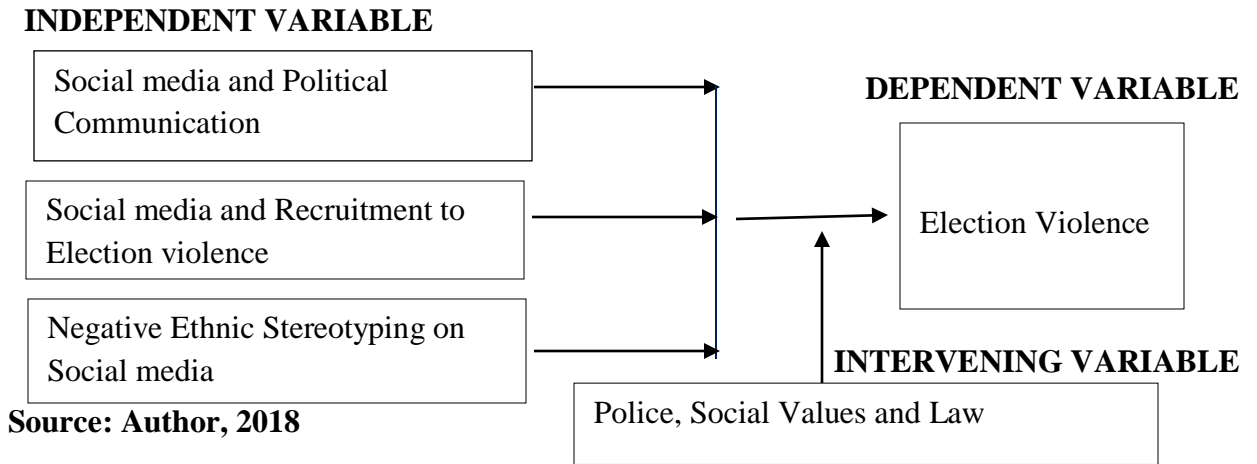 INDEPENDENT VARIABLE
Social media and Political
Communication
DEPENDENT VARIABLE
Social media and Recruitment to
Election violence
Election Violence
Negative Ethnic Stereotyping on
Social media
INTERVENING VARIABLE
Police, Social Values and Law
Source: Author, 2018